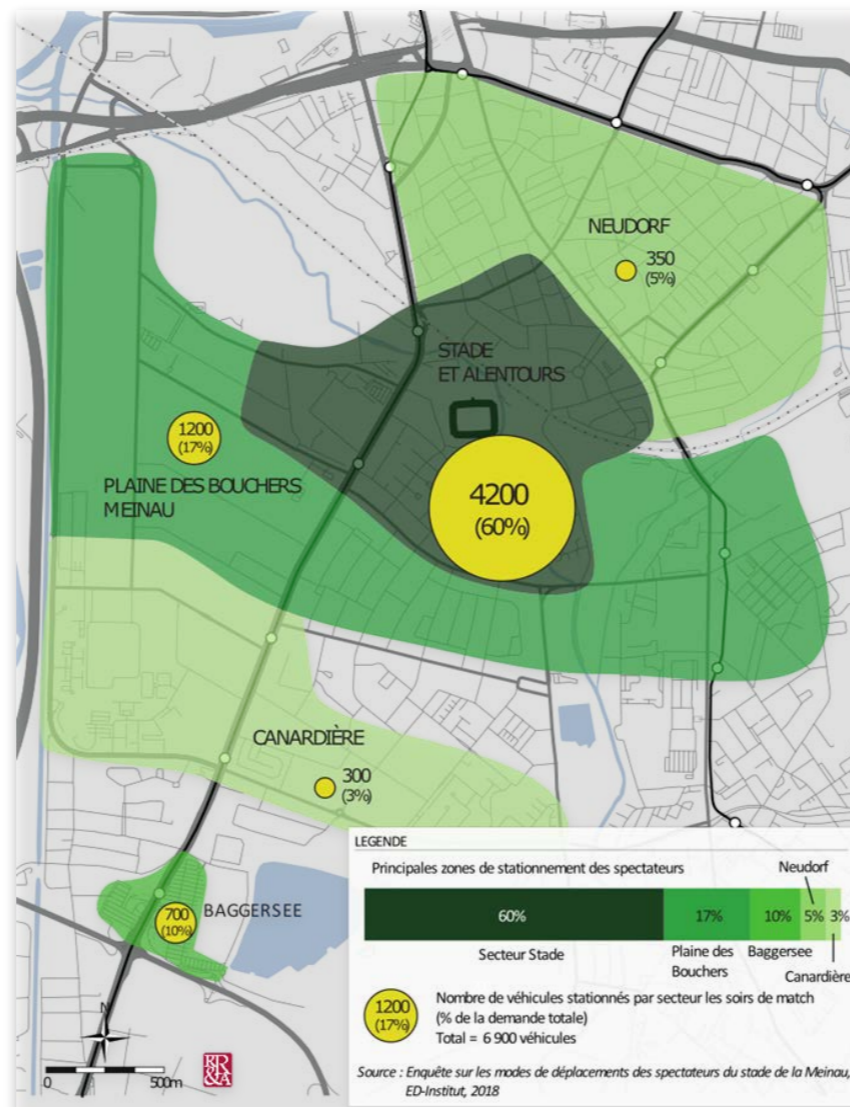 NEUDORF
350
(5%)
STADE
ET ALENTOURS
1200
(17%)
4200
(60%)
PLAINE DES BOUCHERS
MEINAU
CANARDIÈRE
300
(3%)
700
(10%)
BAGGERSEE
LEGENDE
Principales zones de stationnement des spectateurs
Neudorf
60%
17%
10%
5%
3%
Secteur Stade
Plaine des
Bouchers
Baggersee
Canardière
1200
(17%)
Nombre de véhicules stationnés par secteur les soirs de match
(% de la demande totale)
Total = 6 900 véhicules
Source : Enquête sur les modes de déplacements des spectateurs du stade de la Meinau,
ED-Institut, 2018
N
0
500m
RR&A